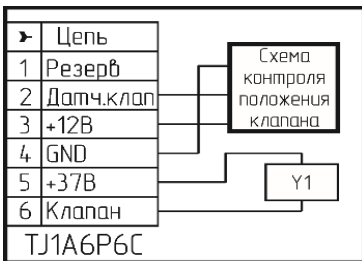 Цепь
1 Резерв
2 Датч.клап
3 +12В
4 GND
5 +37В
6 Клапан
TJ1A6P6C
Схема
контроля
положения
клапана
Y1